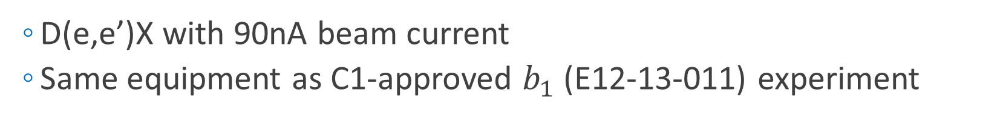 ◦ D(e,e’)X with 90nA beam current
◦ Same equipment as C1-approved b₁ (E12-13-011) experiment